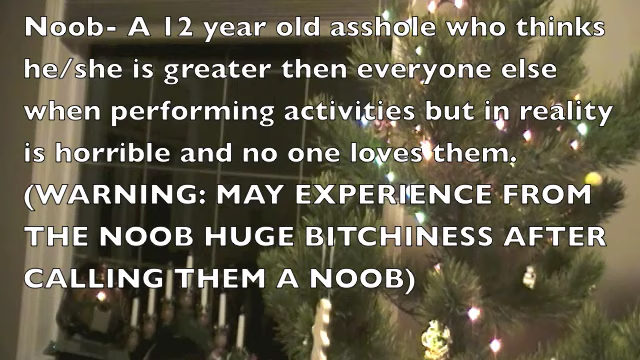 Noob- A 12 year old asshole who thinks
he/she is greater then everyone else
when performing activities but in reality
is horrible and no one loves them.
(WARNING: MAY EXPERIENCE FROM
THE NOOB HUGE BITCHINESS AFTER
CALLING THEM A NOOB)